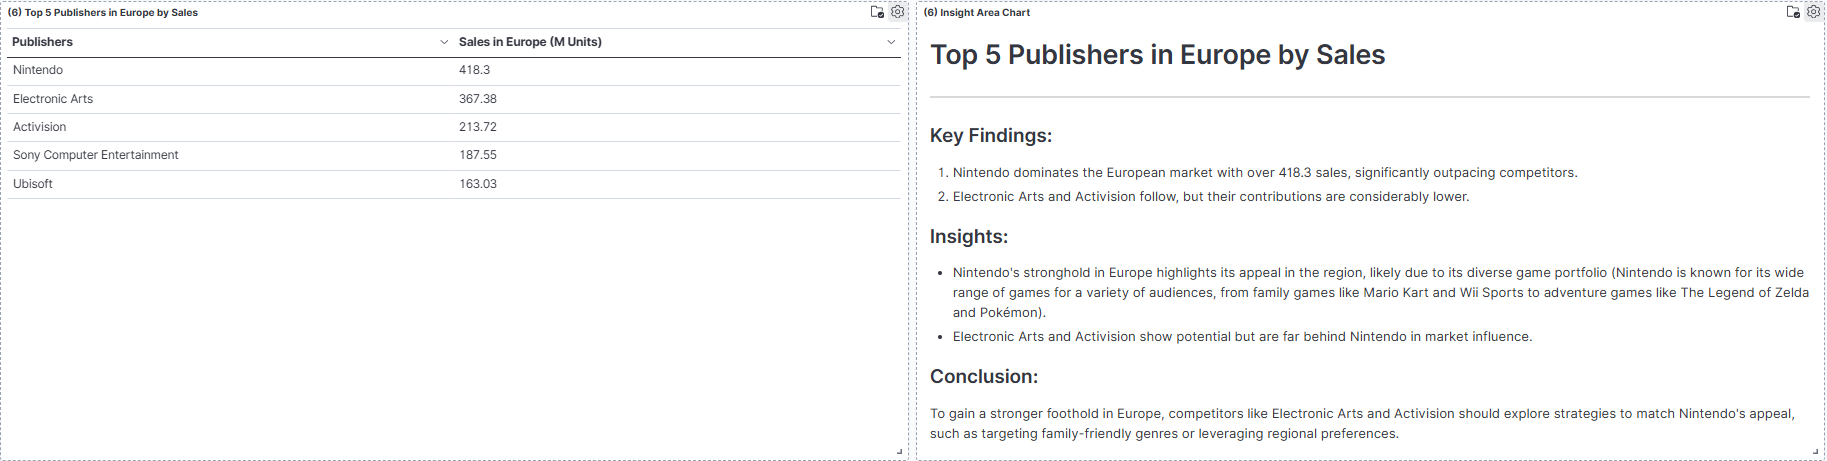 (6) Top 5 Publishers in Europe by Sales
Publishers Sales in Europe (M Units)
Nintendo 418.3
Electronic Arts 367.38
Activision 213.72
Sony Computer Entertainment 187.55
Ubisoft 163.03
(6) Insight Area Chart
Top 5 Publishers in Europe by Sales
Key Findings:
1. Nintendo dominates the European market with over 418.3 sales, significantly outpacing competitors.
2. Electronic Arts and Activision follow, but their contributions are considerably lower.
Insights:
• Nintendo's stronghold in Europe highlights its appeal in the region, likely due to its diverse game portfolio (Nintendo is known for its wide
range of games for a variety of audiences, from family games like Mario Kart and Wii Sports to adventure games like The Legend of Zelda
and Pokémon).
• Electronic Arts and Activision show potential but are far behind Nintendo in market influence.
Conclusion:
To gain a stronger foothold in Europe, competitors like Electronic Arts and Activision should explore strategies to match Nintendo's appeal,
such as targeting family-friendly genres or leveraging regional preferences.